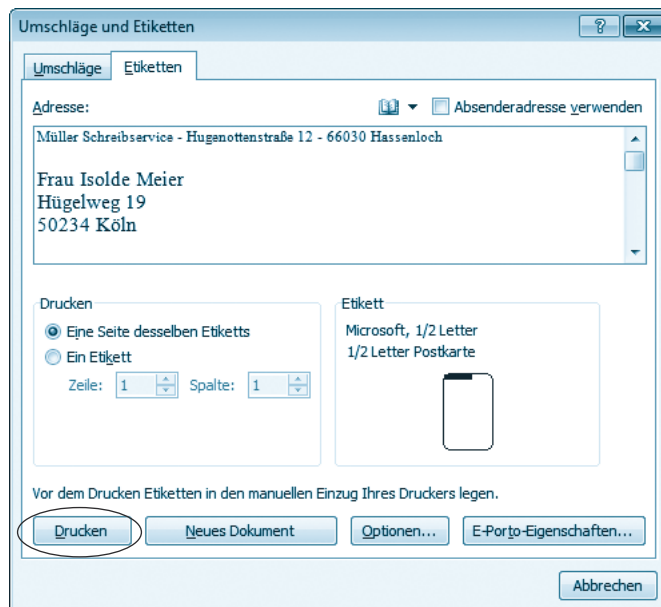 Umschläge und Etiketten
Umschläge Etiketten
Adresse: Absenderadresse verwenden
Müller Schreibservice - Hugenottenstraße 12 - 66030 Hassenloch
Frau Isolde Meier
Hügelweg 19
50234 Köln
Drucken
Eine Seite desselben Etiketts
Ein Etikett
Zeile: 1 Spalte: 1
Etikett
Microsoft, 1/2 Letter
1/2 Letter Postkarte
Vor dem Drucken Etiketten in den manuellen Einzug Ihres Druckers legen.
Drucken Neues Dokument Optionen... E-Porto-Eigenschaften...
Abbrechen